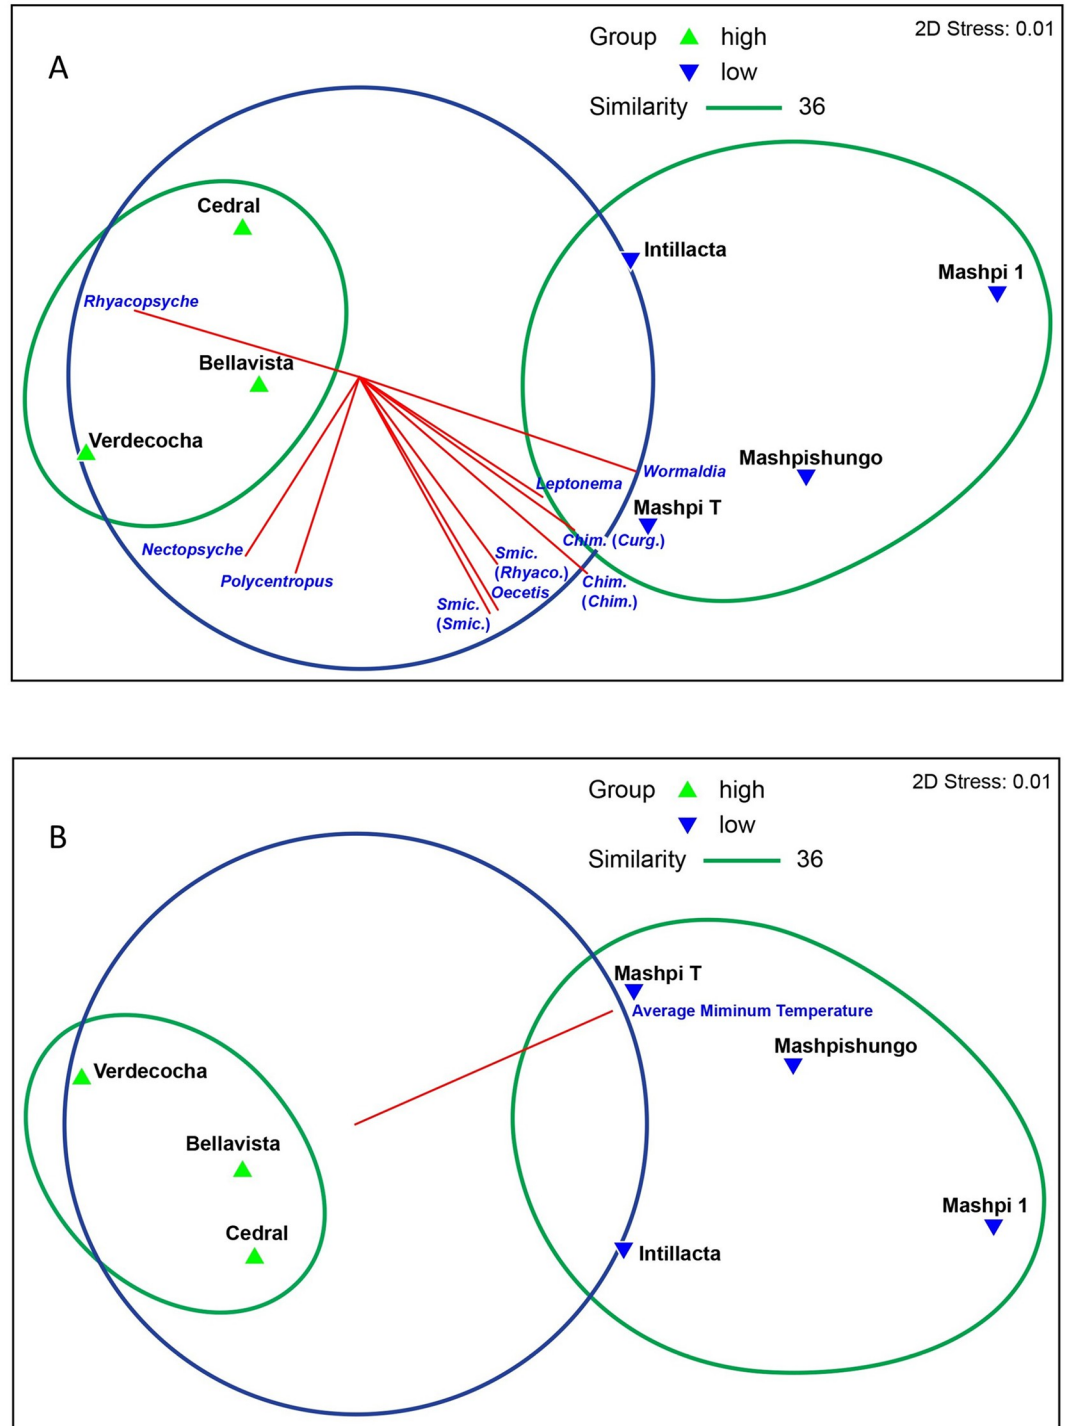 A
Group high
low
Similarity 36
2D Stress: 0.01
Cedral
Intillacta
Mashpi 1
Rhyacopsyche
Bellavista
Verdecocha
Mashpishungo
Wormaldia
Leptonema
Mashpi T
Chim. (Curg.)
Nectopsyche
Smic.
(Rhyaco.)
Polycentropus
Chim.
(Chim.)
Oecetis
Smic.
(Smic.)
B
Group high
low
Similarity 36
2D Stress: 0.01
Mashpi T
Average Miminum Temperature
Mashpishungo
Verdecocha
Bellavista
Mashpi 1
Cedral
Intillacta